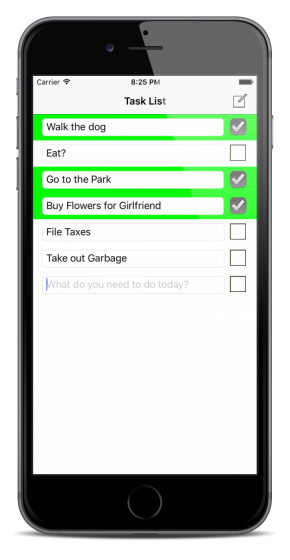 Carrier 8:25 PM
Task List
Walk the dog
Eat?
Go to the Park
Buy Flowers for Girlfriend
File Taxes
Take out Garbage
What do you need to do today?